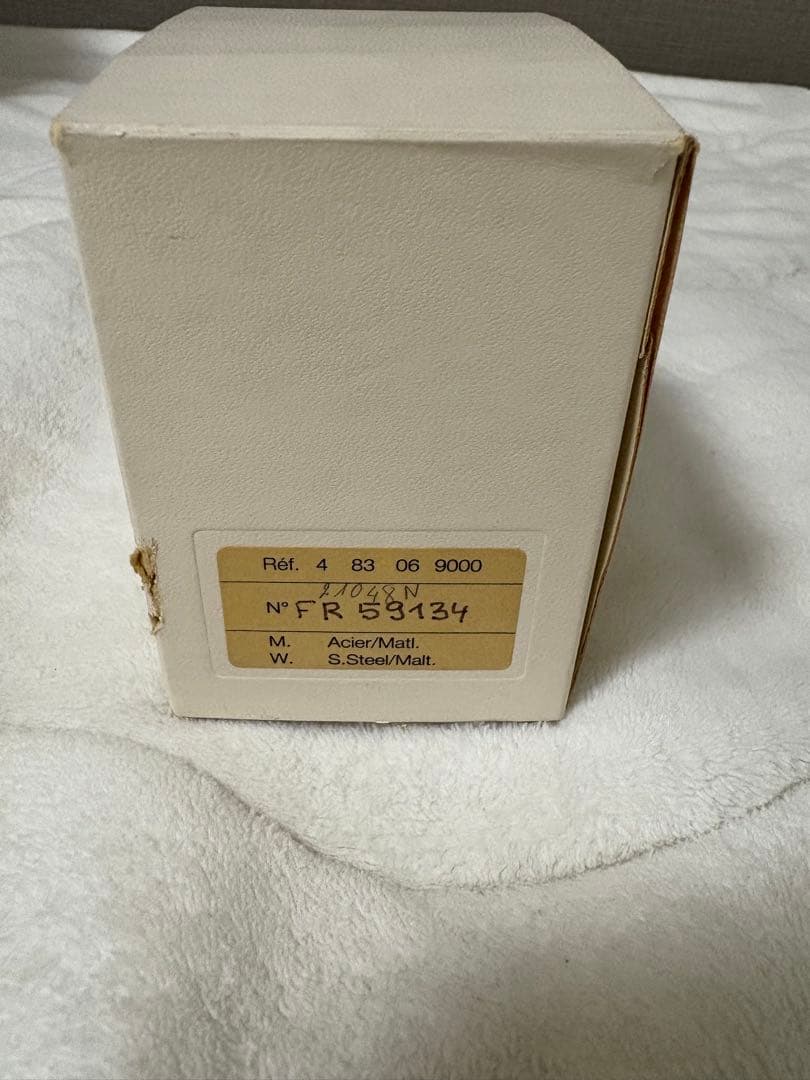 Réf. 4 83 06 9000
21048N
N° FR 59134
M. Acier/Matl.
W. S.Steel/Malt.